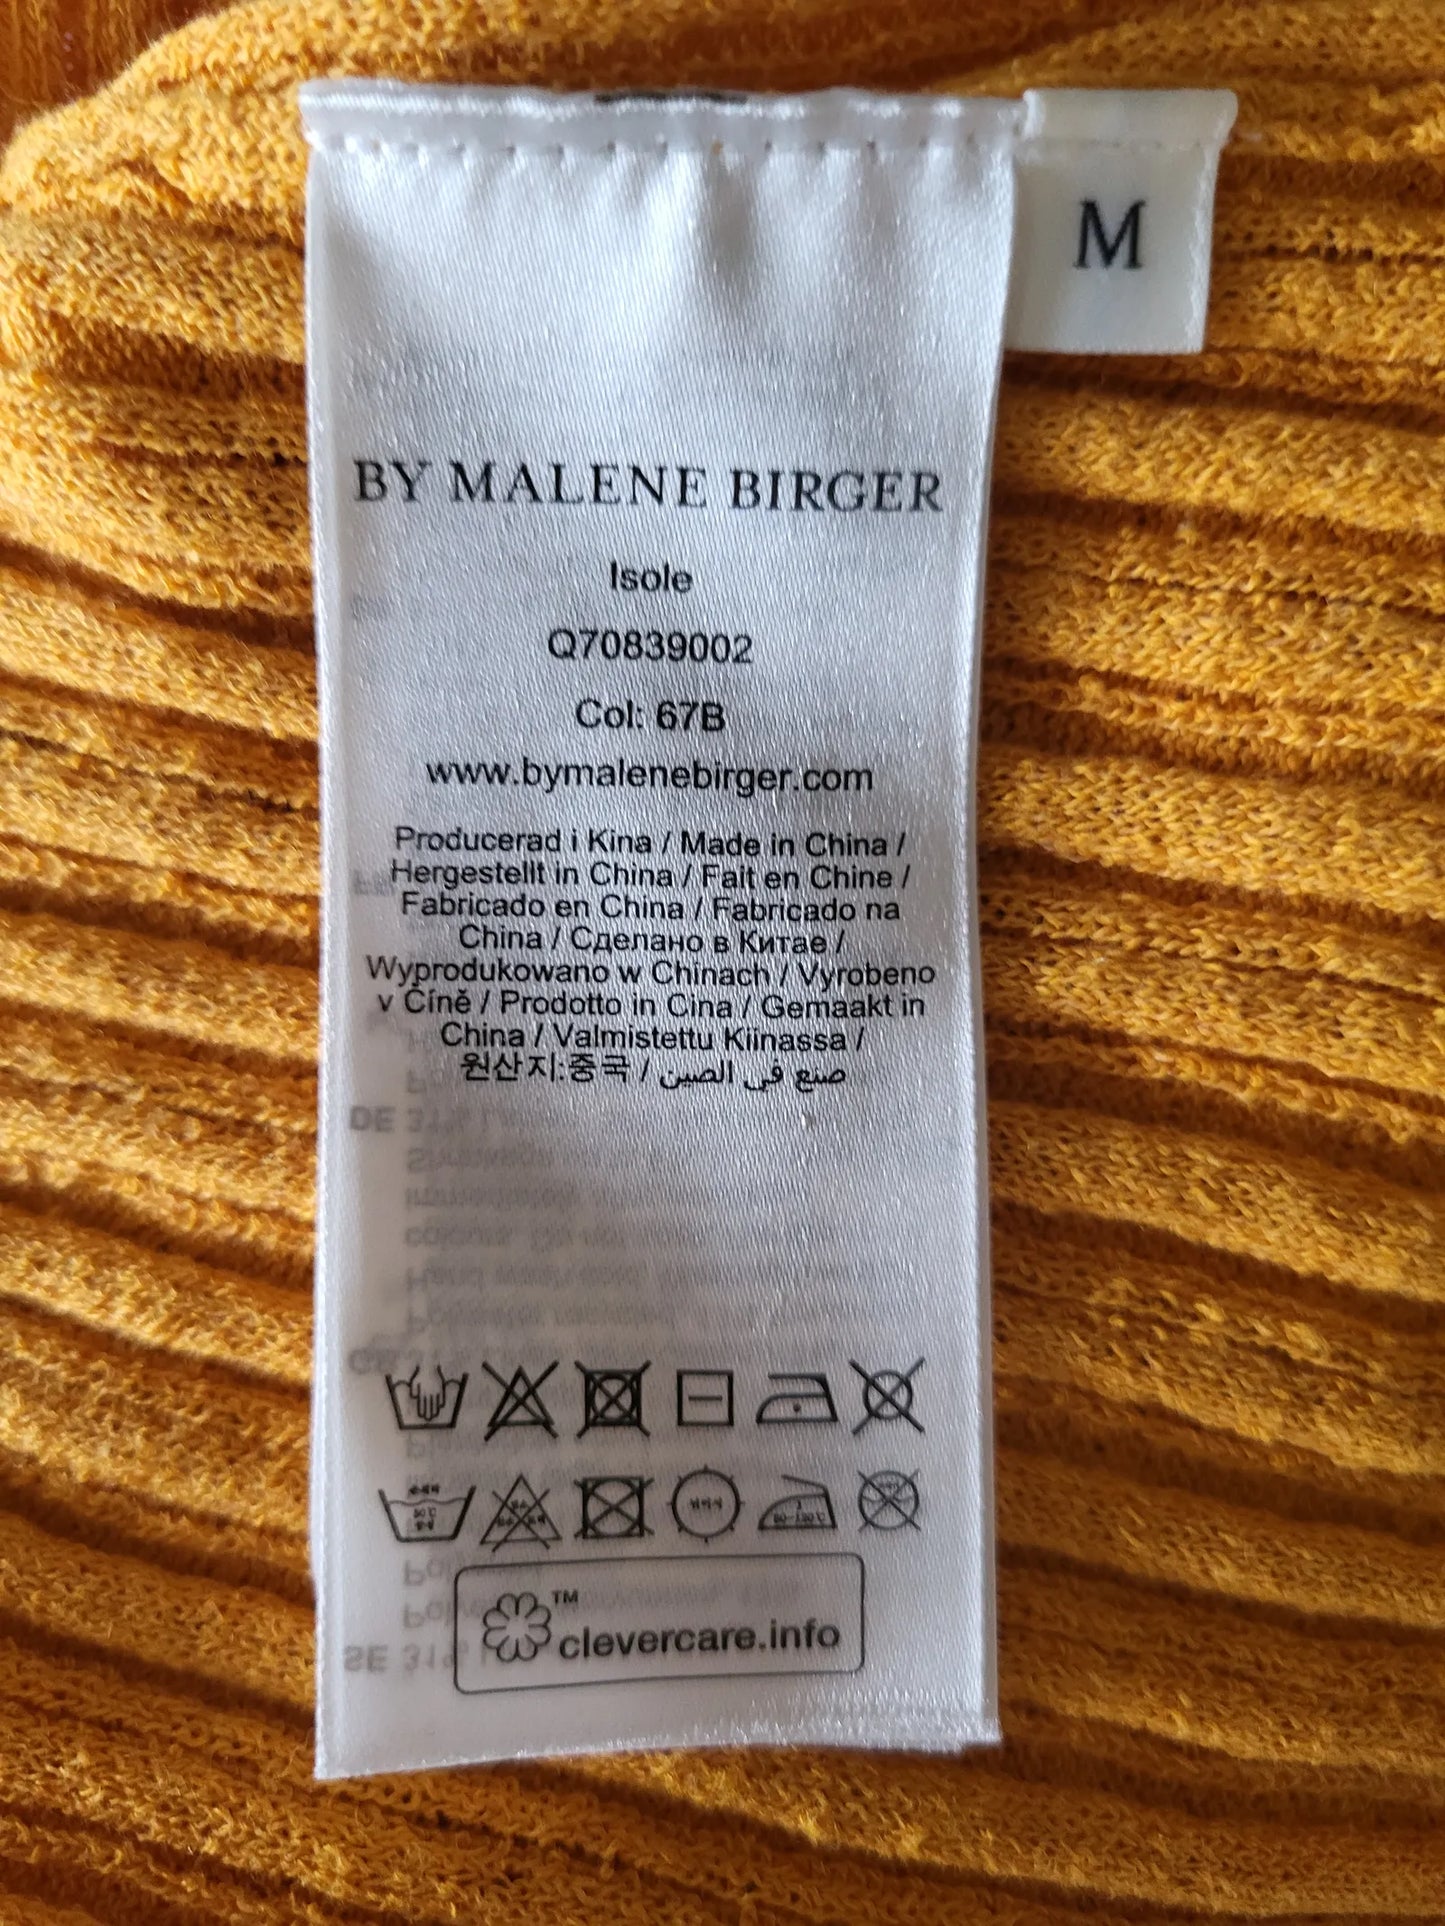 M
BY MALENE BIRGER
Isole
Q70839002
Col: 67B
www.bymalenebirger.com
Producerad i Kina / Made in China /
Hergestellt in China / Fait en Chine /
Fabricado en China / Fabricado na
China / Сделано в Китае /
Wyprodukowano w Chinach / Vyrobeno
v Číně / Prodotto in Cina / Gemaakt in
China / Valmistettu Kiinassa /
원산지:중국 / صنع في الصين
TM
clevercare.info